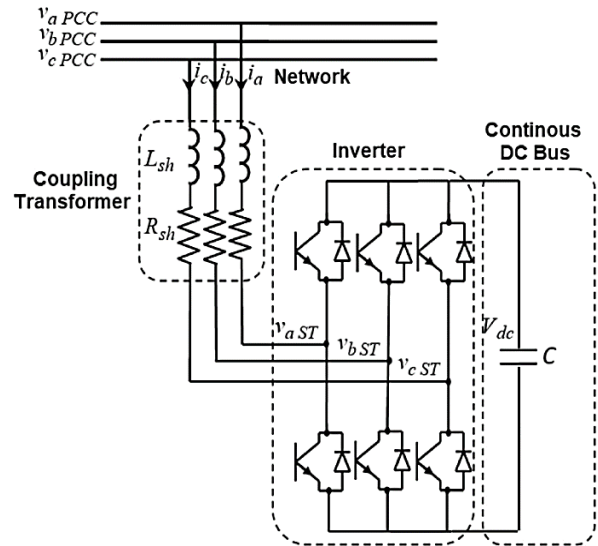 v_a PCC
v_b PCC
v_c PCC
i_c i_b i_a Network
Continous
DC Bus
Inverter
L_sh
Coupling
Transformer
R_sh
v_a ST
v_b ST
v_c ST
V_dc
C